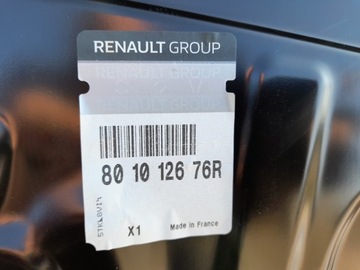 RENAULT GROUP
80 10 126 76R
X1
Made in France